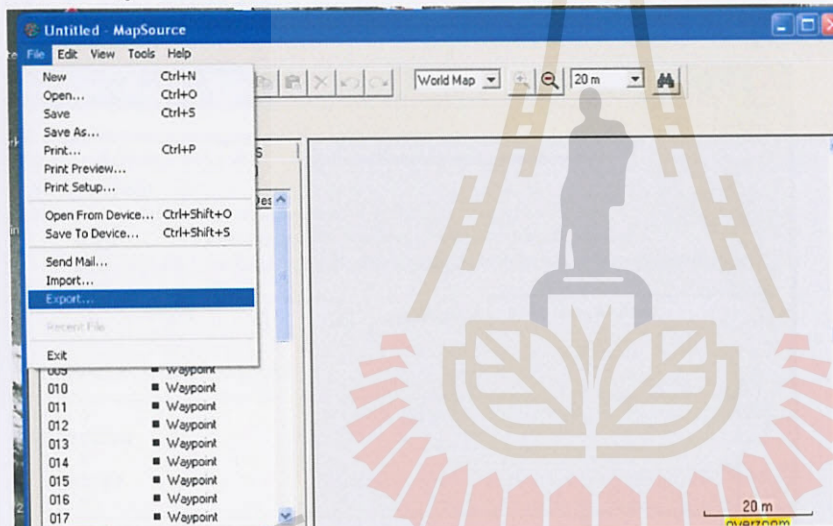 Untitled - MapSource
File Edit View Tools Help
New Ctrl+N
Open... Ctrl+O
Save Ctrl+S
Save As...
Print... Ctrl+P
Print Preview...
Print Setup...
Open From Device... Ctrl+Shift+O
Save To Device... Ctrl+Shift+S
Send Mail...
Import...
Export...
Recent File
Exit
World Map 20 m
009 Waypoint
010 Waypoint
011 Waypoint
012 Waypoint
013 Waypoint
014 Waypoint
015 Waypoint
016 Waypoint
017 Waypoint
20 m
overzoom